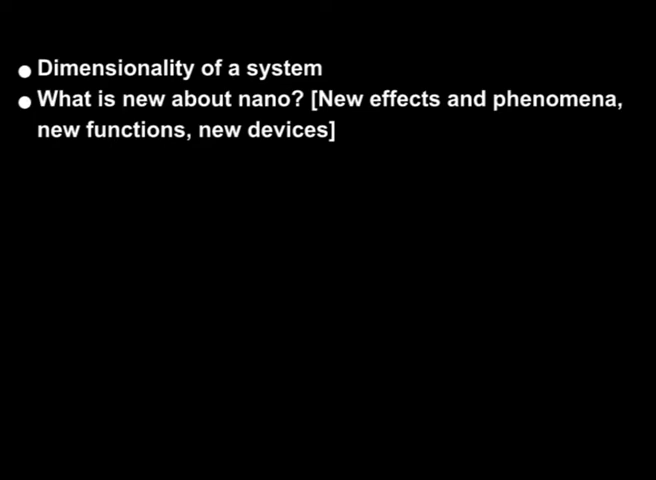 ● Dimensionality of a system
● What is new about nano? [New effects and phenomena,
new functions, new devices]